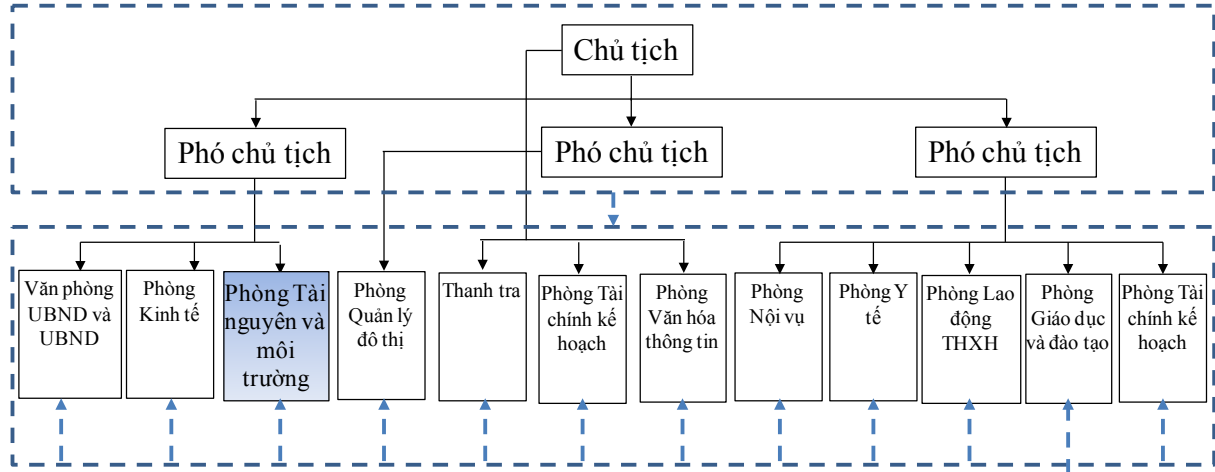 Chủ tịch
Phó chủ tịch
Phó chủ tịch
Phó chủ tịch
Văn phòng
UBND và
UBND
Phòng
Kinh tế
Phòng Tài
nguyên và
môi
trường
Phòng
Quản lý
đô thị
Thanh tra
Phòng Tài
chính kế
hoạch
Phòng
Văn hóa
thông tin
Phòng
Nội vụ
Phòng Y
tế
Phòng Lao
động
THXH
Phòng
Giáo dục
và đào tạo
Phòng Tài
chính kế
hoạch